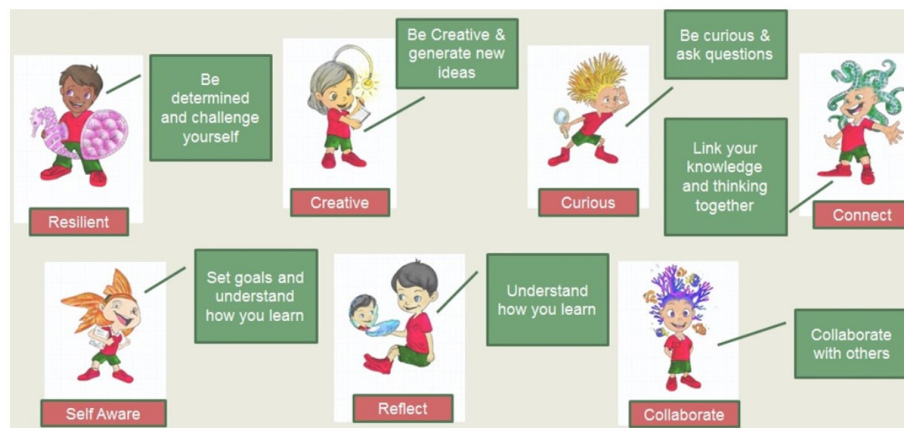 Be
determined
and challenge
yourself
Resilient
Be Creative &
generate new
ideas
Creative
Be curious &
ask questions
Curious
Link your
knowledge
and thinking
together
Connect
Set goals and
understand
how you learn
Self Aware
Understand
how you learn
Reflect
Collaborate
with others
Collaborate